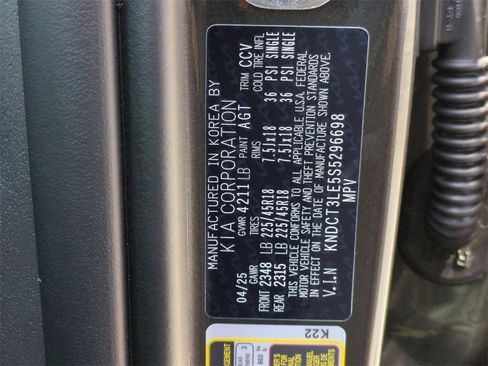 MANUFACTURED IN KOREA BY
KIA CORPORATION
04/25 GVWR 4211 LB PAINT AGT TRIM CCV
GAWR TIRES RIMS COLD TIRE INFL
FRONT 2348 LB 225/45R18 7.5Jx18 36 PSI SINGLE
REAR 2315 LB 225/45R18 7.5Jx18 36 PSI SINGLE
THIS VEHICLE CONFORMS TO ALL APPLICABLE U.S.A. FEDERAL
MOTOR VEHICLE SAFETY AND THEFT PREVENTION STANDARDS
IN EFFECT ON THE DATE OF MANUFACTURE SHOWN ABOVE.
V.I.N KNDCT3LE5S5296698
MPV
K22